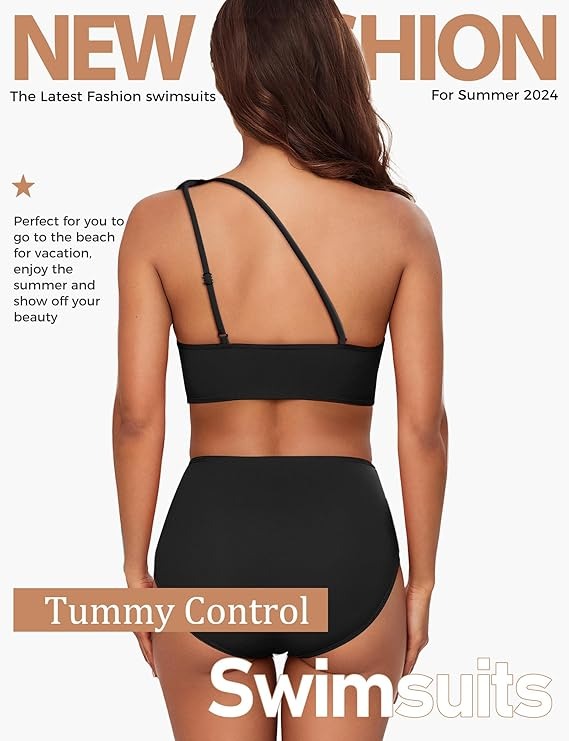 NEW FASHION
The Latest Fashion swimsuits
For Summer 2024
Perfect for you to
go to the beach
for vacation,
enjoy the
summer and
show off your
beauty
Tummy Control
Swimsuits